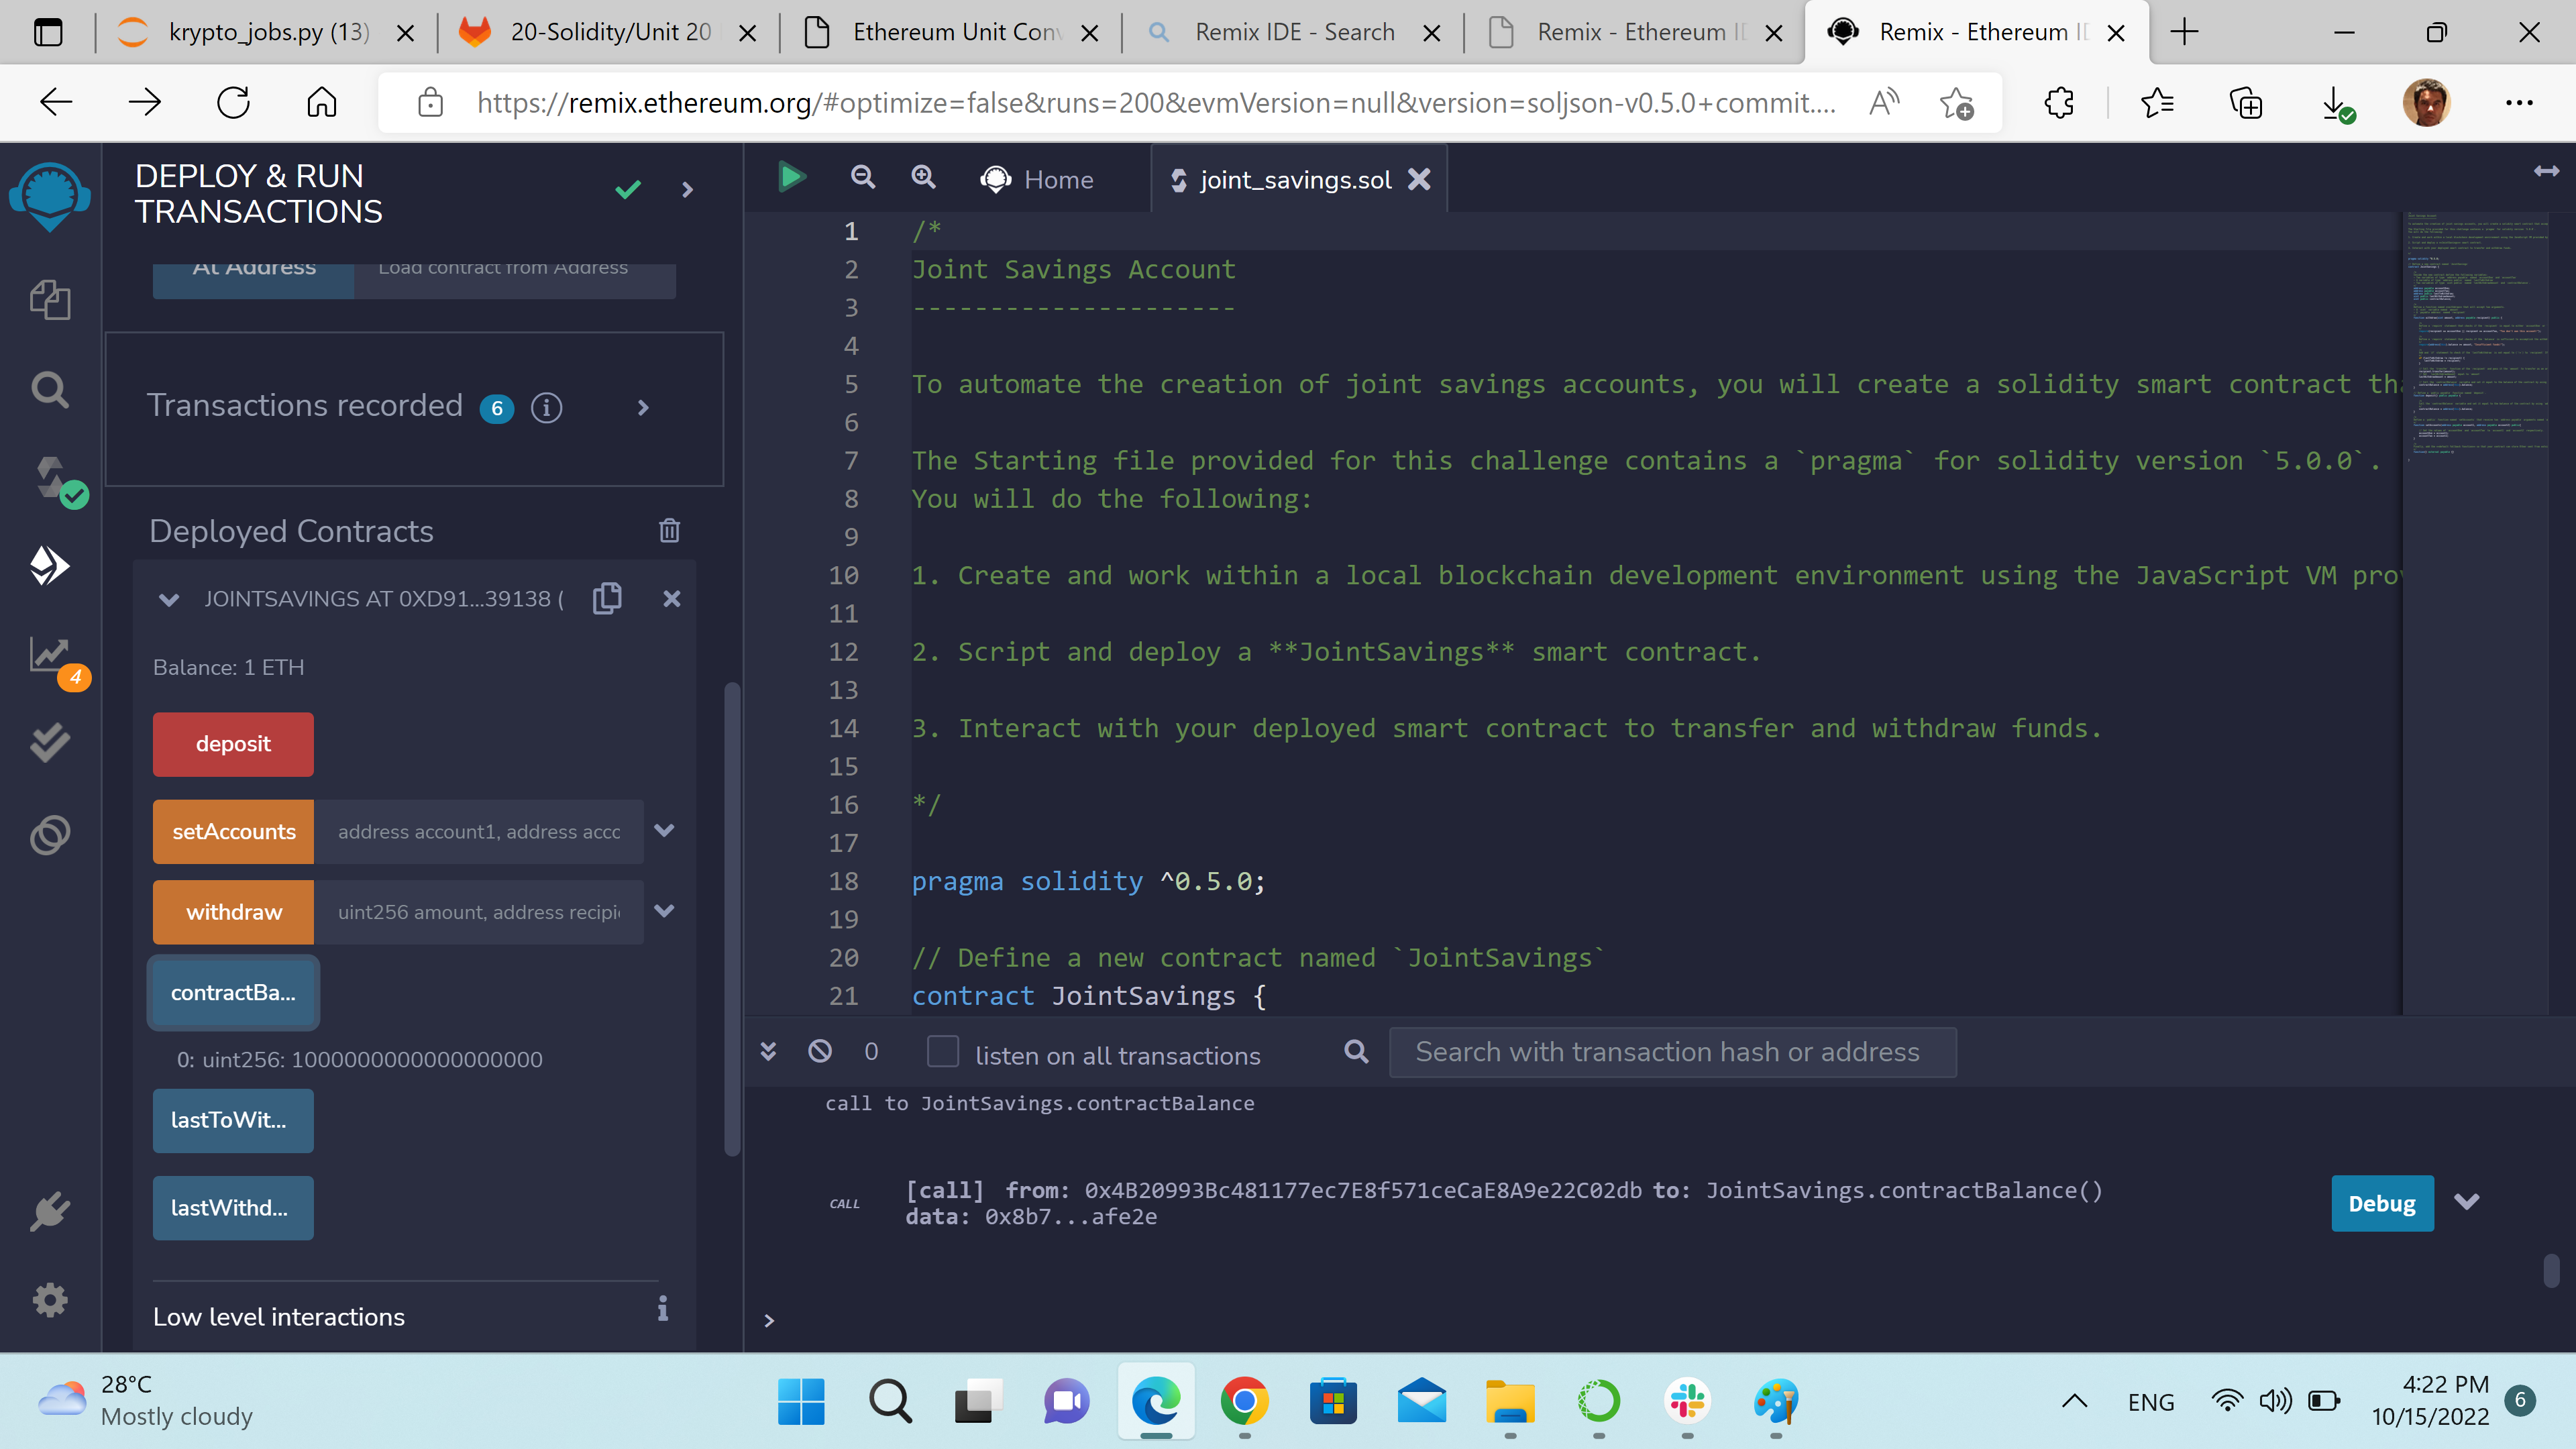 krypto_jobs.py (13)
20-Solidity/Unit 20
Ethereum Unit Conv
Remix IDE - Search
Remix - Ethereum ID
Remix - Ethereum ID
https://remix.ethereum.org/#optimize=false&runs=200&evmVersion=null&version=soljson-v0.5.0+commit....
DEPLOY & RUN
TRANSACTIONS
At Address
Load contract from Address
Transactions recorded 6
Deployed Contracts
JOINTSAVINGS AT 0XD91...39138 (
Balance: 1 ETH
deposit
setAccounts
address account1, address acco
withdraw
uint256 amount, address recipi
contractBa...
0: uint256: 1000000000000000000
lastToWit...
lastWithd...
Low level interactions
4
Home
joint_savings.sol
1 /*
2 Joint Savings Account
3 ---------------------
4
5 To automate the creation of joint savings accounts, you will create a solidity smart contract tha
6
7 The Starting file provided for this challenge contains a `pragma` for solidity version `5.0.0`.
8 You will do the following:
9
10 1. Create and work within a local blockchain development environment using the JavaScript VM prov
11
12 2. Script and deploy a **JointSavings** smart contract.
13
14 3. Interact with your deployed smart contract to transfer and withdraw funds.
15
16 */
17
18 pragma solidity ^0.5.0;
19
20 // Define a new contract named `JointSavings`
21 contract JointSavings {
0
listen on all transactions
Search with transaction hash or address
call to JointSavings.contractBalance
CALL
[call] from: 0x4B20993Bc481177ec7E8f571ceCaE8A9e22C02db to: JointSavings.contractBalance()
data: 0x8b7...afe2e
Debug
>
28°C
Mostly cloudy
ENG
4:22 PM
10/15/2022
6